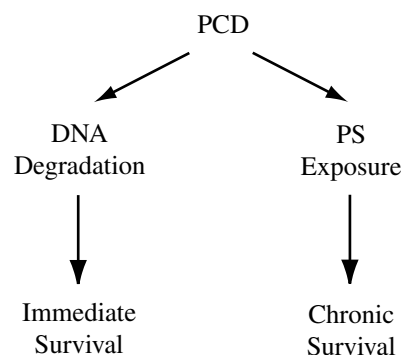 PCD
DNA
Degradation
PS
Exposure
Immediate
Survival
Chronic
Survival